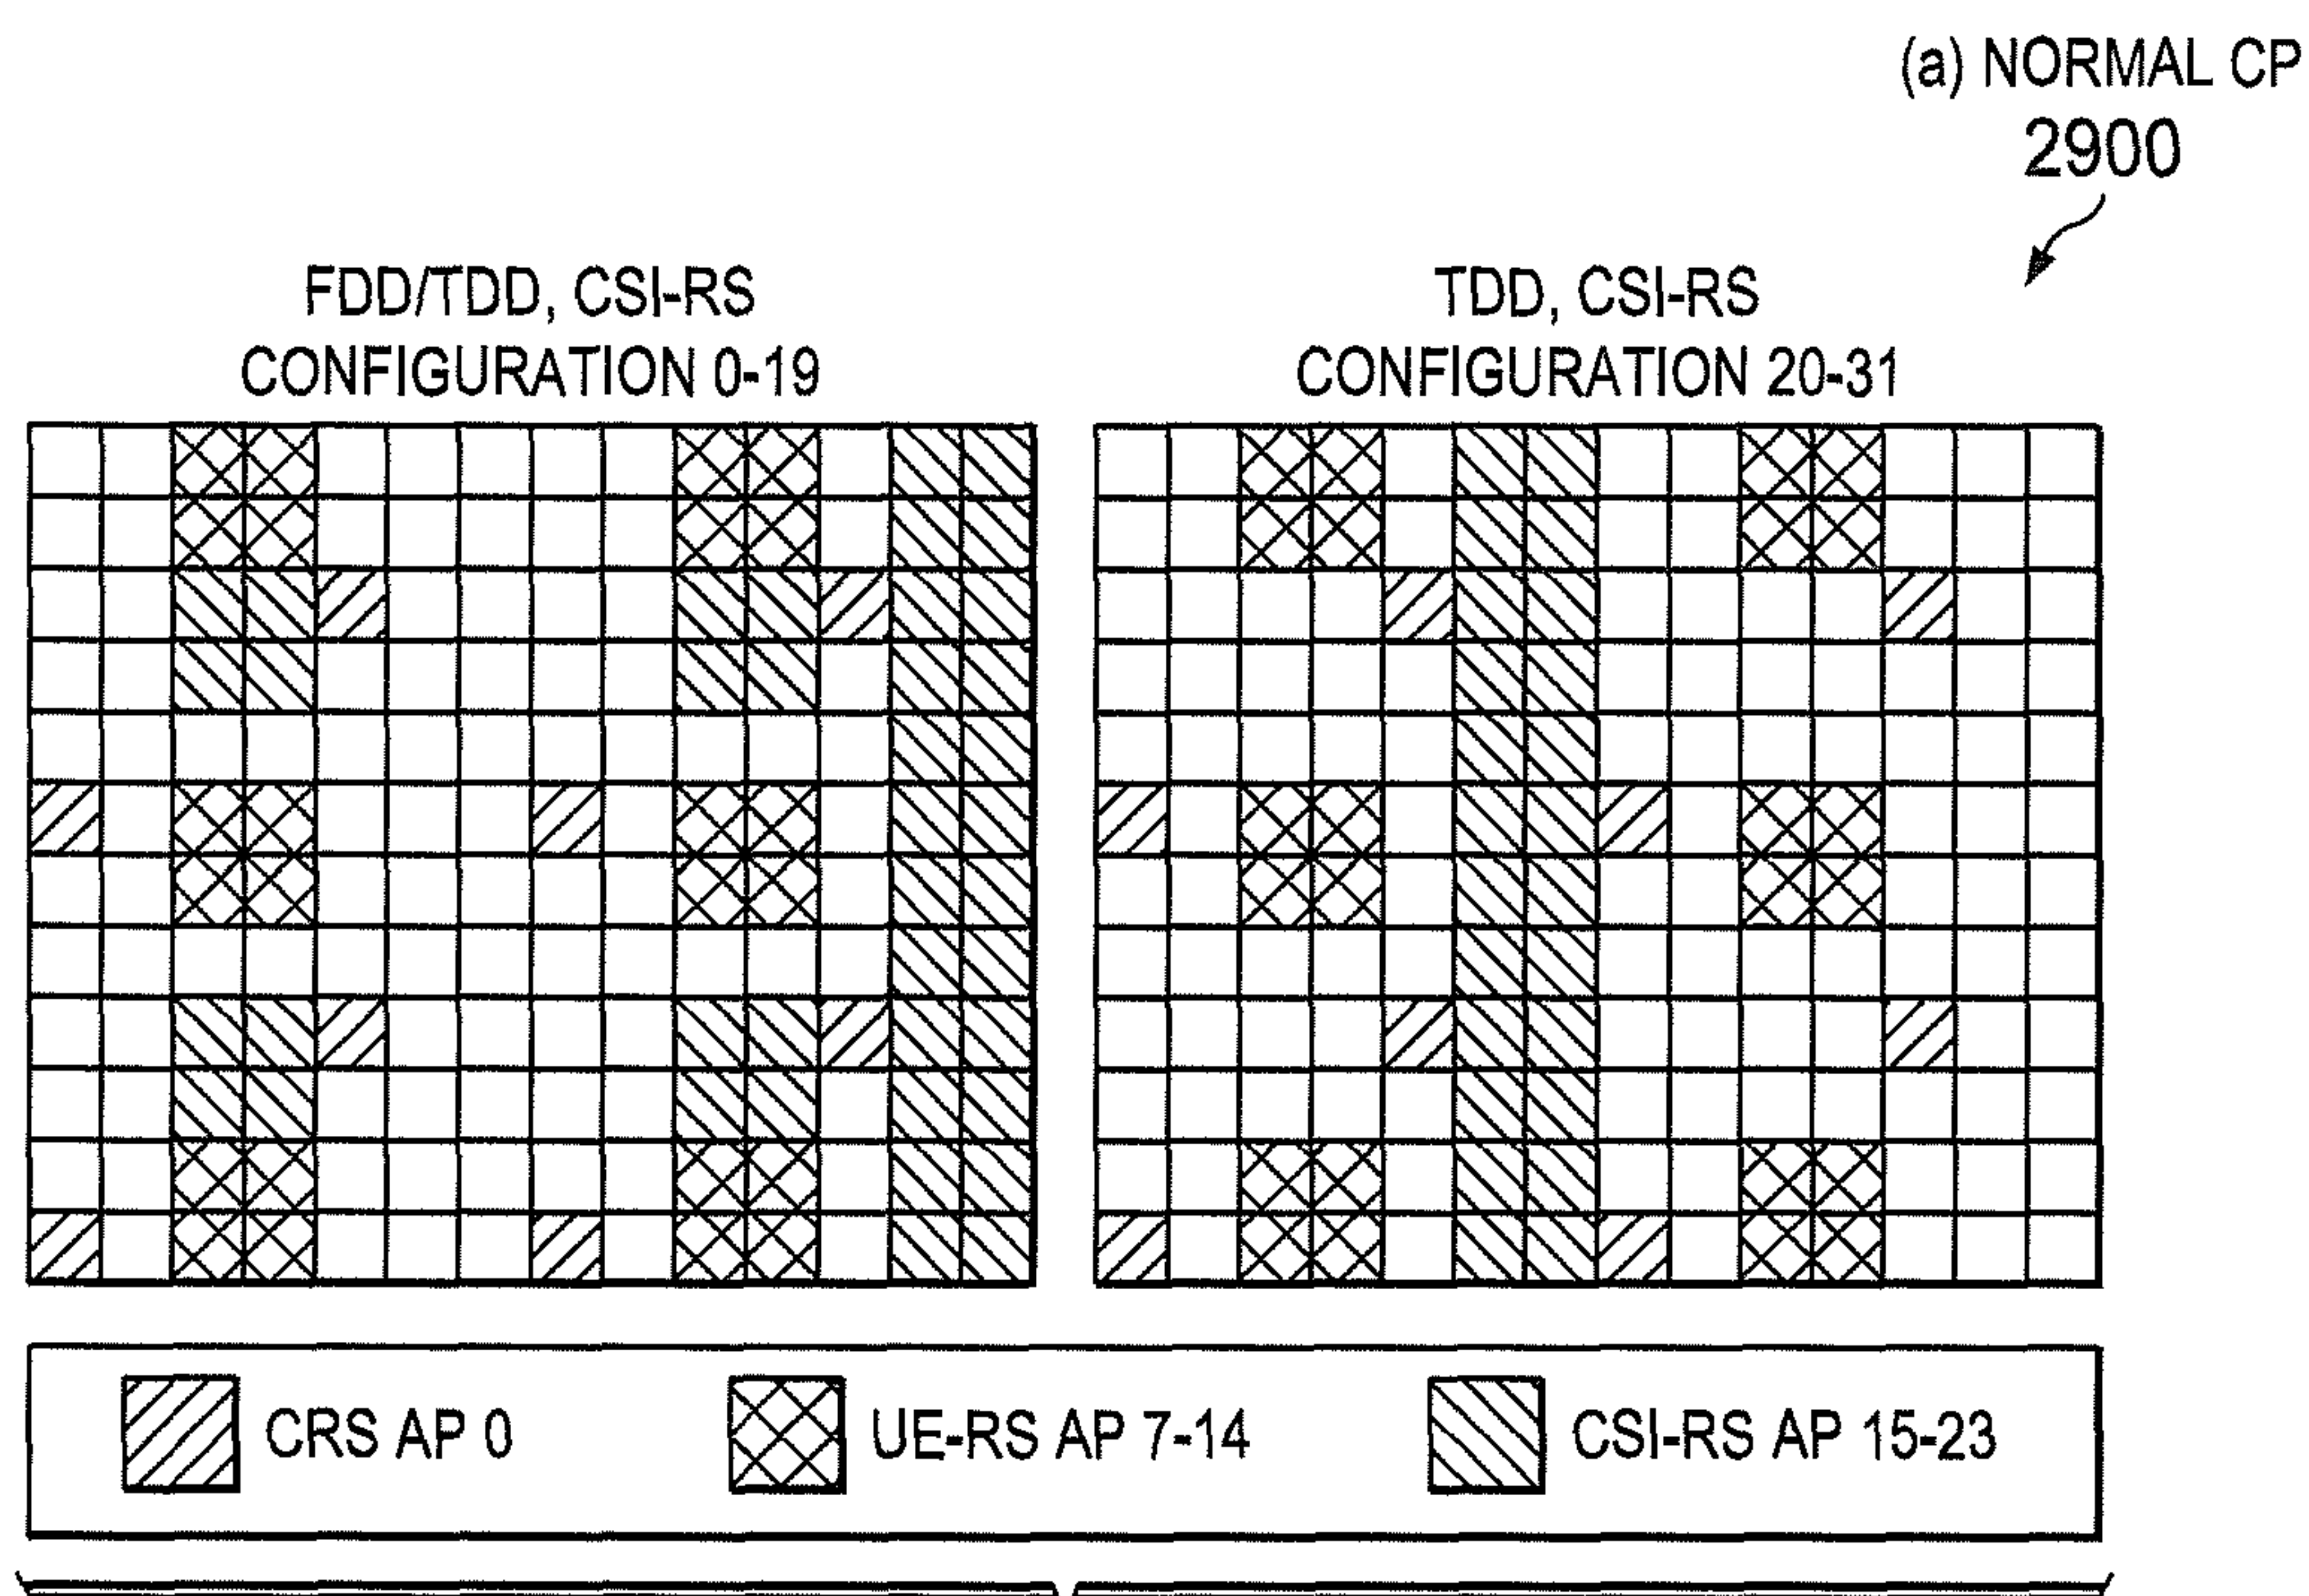 (a) NORMAL CP
2900
FDD/TDD, CSI-RS
CONFIGURATION 0-19
TDD, CSI-RS
CONFIGURATION 20-31
CRS AP 0
UE-RS AP 7-14
CSI-RS AP 15-23